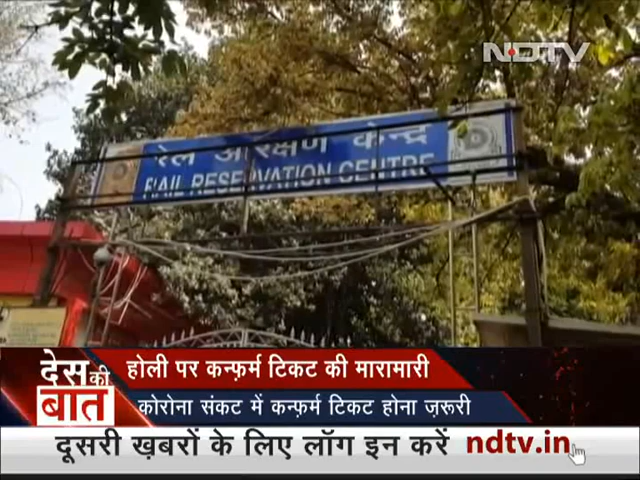 NDTV
रेल आरक्षण केन्द्र
RAIL RESERVATION CENTRE
देस की बात
होली पर कन्फ़र्म टिकट की मारामारी
कोरोना संकट में कन्फ़र्म टिकट होना ज़रूरी
दूसरी ख़बरों के लिए लॉग इन करें ndtv.in